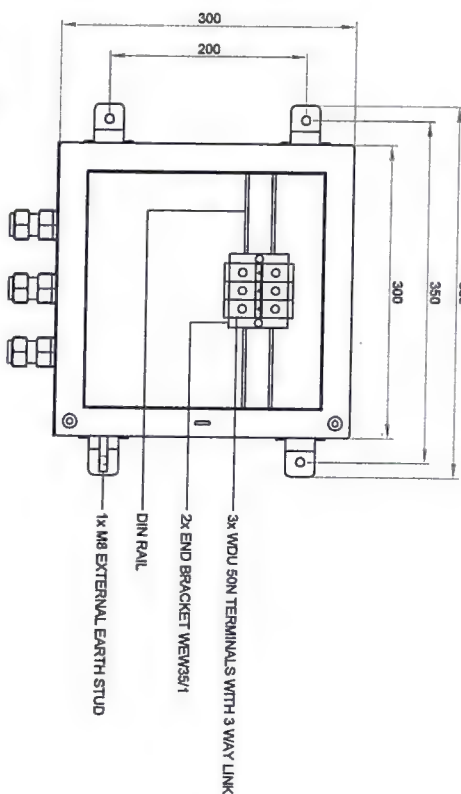 300
200
300
350
3x WDU 50N TERMINALS WITH 3 WAY LINK
2x END BRACKET WEW35/1
DIN RAIL
1x M8 EXTERNAL EARTH STUD